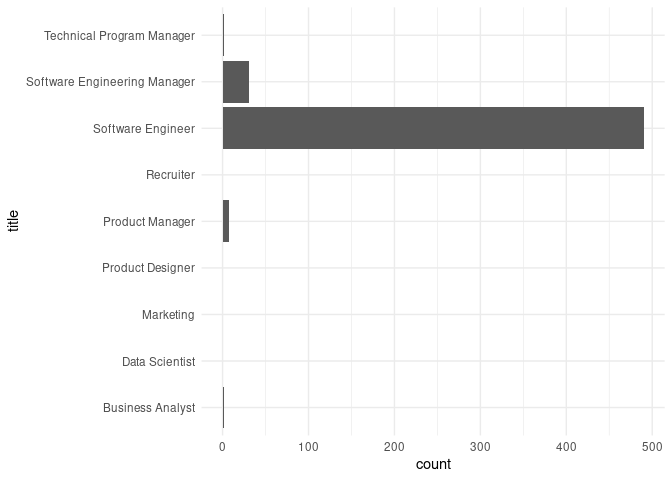 Technical Program Manager
Software Engineering Manager
Software Engineer
Recruiter
Product Manager
Product Designer
Marketing
Data Scientist
Business Analyst
title
0 100 200 300 400 500
count